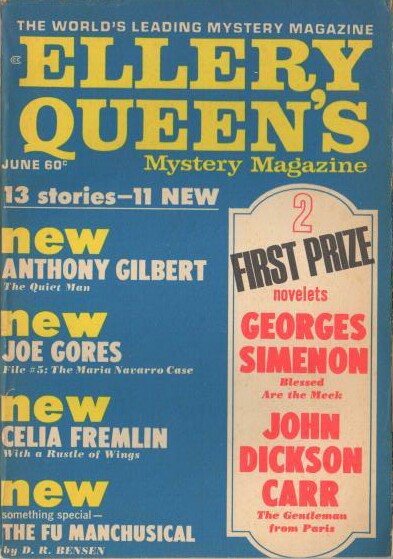 THE WORLD'S LEADING MYSTERY MAGAZINE
ELLERY
QUEEN'S
JUNE 60¢
Mystery Magazine
13 stories—11 NEW
new
ANTHONY GILBERT
The Quiet Man
new
JOE GORES
File #5: The Maria Navarro Case
new
CELIA FREMLIN
With a Rustle of Wings
new
something special—
THE FU MANCHUSICAL
by D. R. BENSEN
2
FIRST PRIZE
novelets
GEORGES
SIMENON
Blessed
Are the Meek
JOHN
DICKSON
CARR
The Gentleman
from Paris